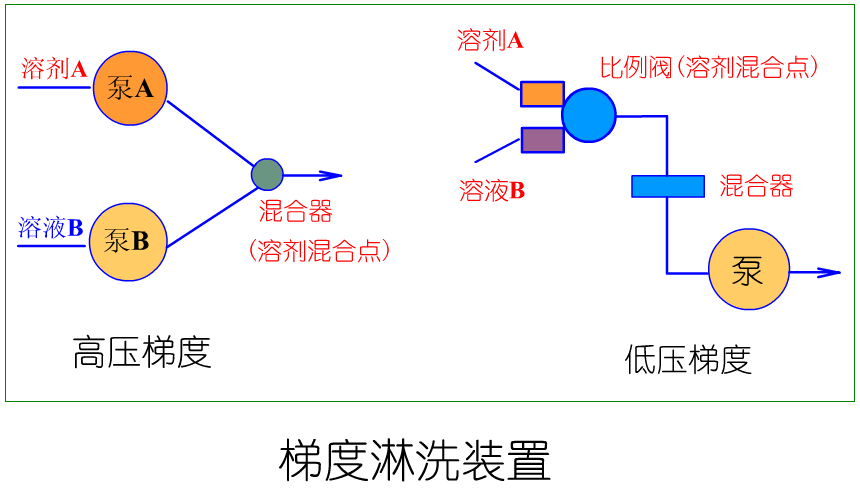 溶剂A
泵A
溶液B
泵B
混合器
(溶剂混合点)
高压梯度
溶剂A
比例阀(溶剂混合点)
溶液B
混合器
泵
低压梯度
梯度淋洗装置